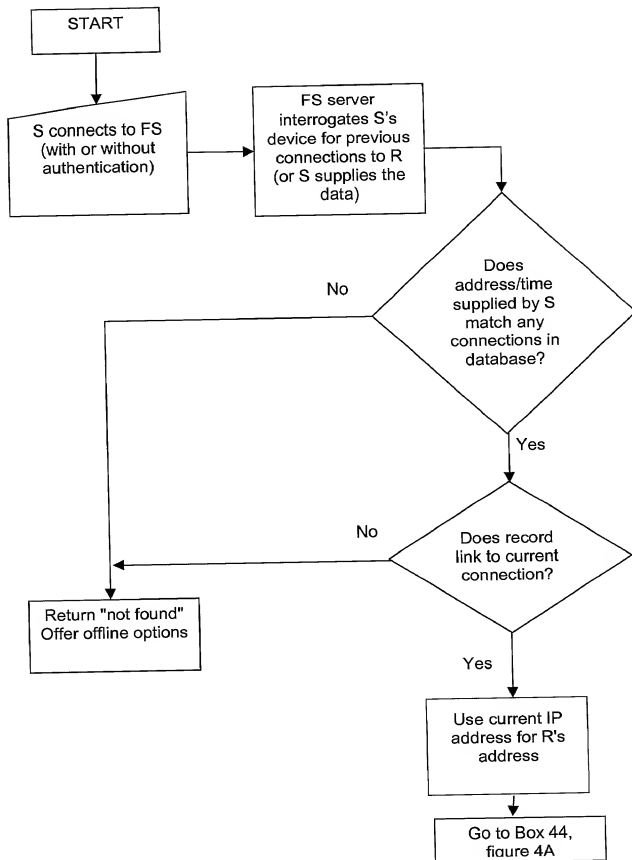 START
S connects to FS
(with or without
authentication)
FS server
interrogates S's
device for previous
connections to R
(or S supplies the
data)
Does
address/time
supplied by S
match any
connections in
database?
No
Yes
Does record
link to current
connection?
No
Return "not found"
Offer offline options
Yes
Use current IP
address for R's
address
Go to Box 44,
figure 4A